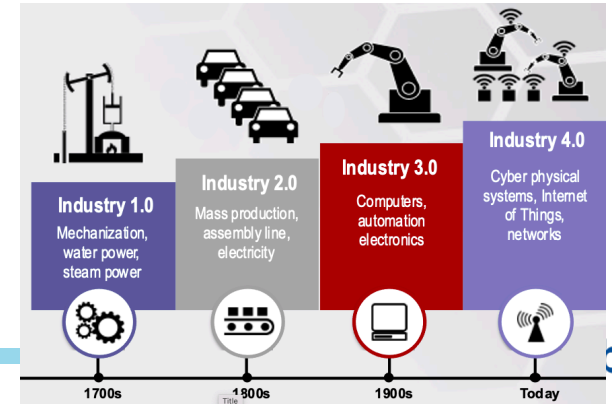 Industry 1.0
Mechanization,
water power,
steam power
Industry 2.0
Mass production,
assembly line,
electricity
Industry 3.0
Computers,
automation
electronics
Industry 4.0
Cyber physical
systems, Internet
of Things,
networks
1700s
1800s
1900s
Today
Title